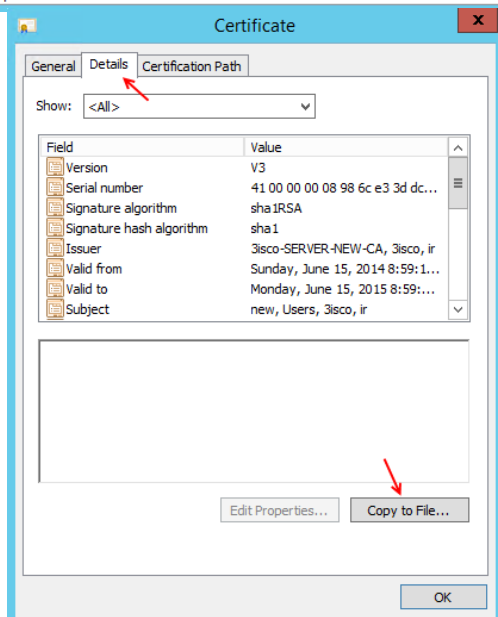 Certificate
x
General Details Certification Path
Show: <All>
Field Value
Version V3
Serial number 41 00 00 00 08 98 6c e3 3d dc...
Signature algorithm sha1RSA
Signature hash algorithm sha1
Issuer 3isco-SERVER-NEW-CA, 3isco, ir
Valid from Sunday, June 15, 2014 8:59:1...
Valid to Monday, June 15, 2015 8:59:...
Subject new, Users, 3isco, ir
Edit Properties... Copy to File...
OK